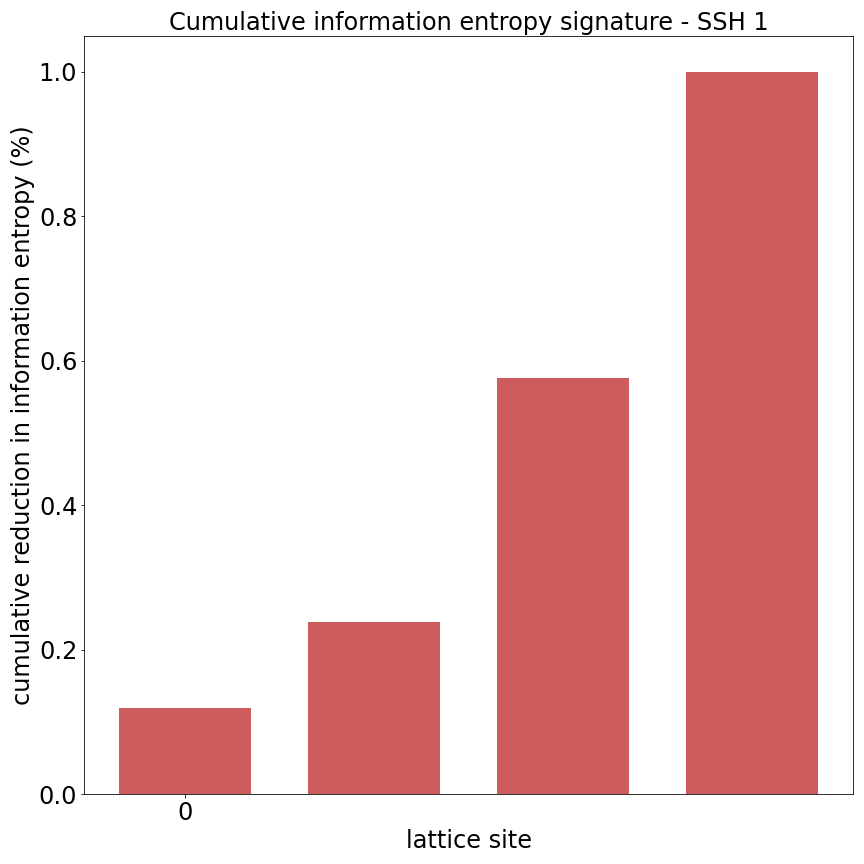 Cumulative information entropy signature - SSH 1
cumulative reduction in information entropy (%)
1.0
0.8
0.6
0.4
0.2
0.0
0
lattice site